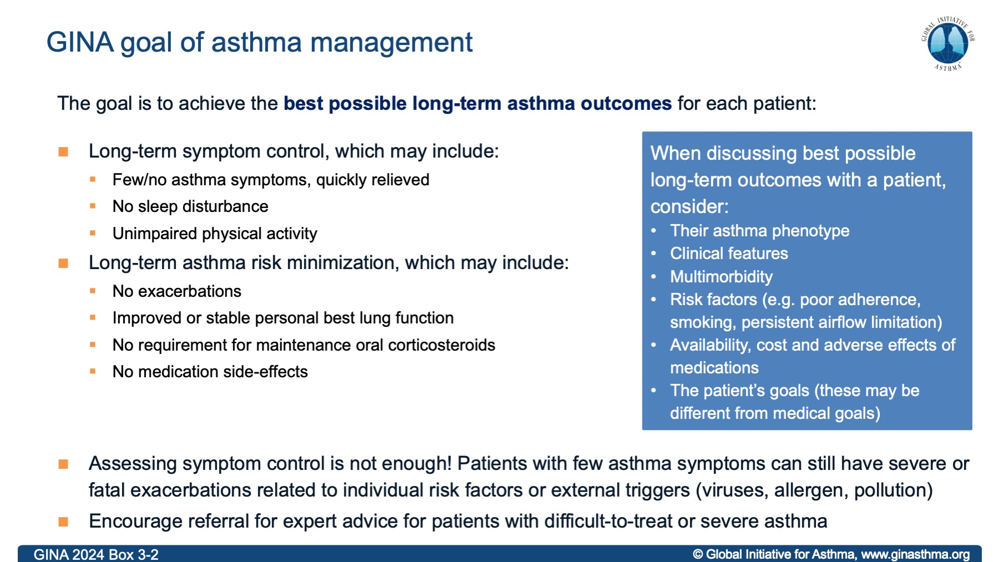 GINA goal of asthma management
GLOBAL INITIATIVE FOR
ASTHMA
The goal is to achieve the best possible long-term asthma outcomes for each patient:
■ Long-term symptom control, which may include:
▪ Few/no asthma symptoms, quickly relieved
▪ No sleep disturbance
▪ Unimpaired physical activity
■ Long-term asthma risk minimization, which may include:
▪ No exacerbations
▪ Improved or stable personal best lung function
▪ No requirement for maintenance oral corticosteroids
▪ No medication side-effects
When discussing best possible
long-term outcomes with a patient,
consider:
• Their asthma phenotype
• Clinical features
• Multimorbidity
• Risk factors (e.g. poor adherence,
smoking, persistent airflow limitation)
• Availability, cost and adverse effects of
medications
• The patient’s goals (these may be
different from medical goals)
■ Assessing symptom control is not enough! Patients with few asthma symptoms can still have severe or
fatal exacerbations related to individual risk factors or external triggers (viruses, allergen, pollution)
■ Encourage referral for expert advice for patients with difficult-to-treat or severe asthma
GINA 2024 Box 3-2
© Global Initiative for Asthma, www.ginasthma.org